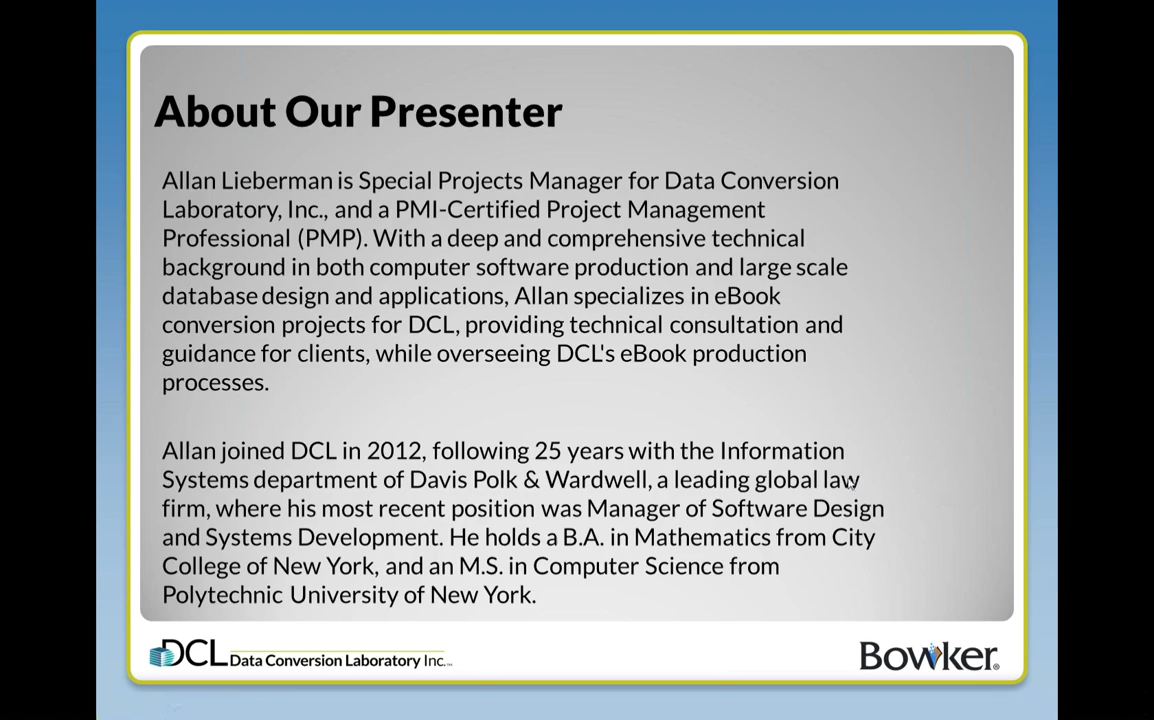 About Our Presenter
Allan Lieberman is Special Projects Manager for Data Conversion
Laboratory, Inc., and a PMI-Certified Project Management
Professional (PMP). With a deep and comprehensive technical
background in both computer software production and large scale
database design and applications, Allan specializes in eBook
conversion projects for DCL, providing technical consultation and
guidance for clients, while overseeing DCL's eBook production
processes.
Allan joined DCL in 2012, following 25 years with the Information
Systems department of Davis Polk & Wardwell, a leading global law
firm, where his most recent position was Manager of Software Design
and Systems Development. He holds a B.A. in Mathematics from City
College of New York, and an M.S. in Computer Science from
Polytechnic University of New York.
DCL Data Conversion Laboratory Inc.™
Bowker®